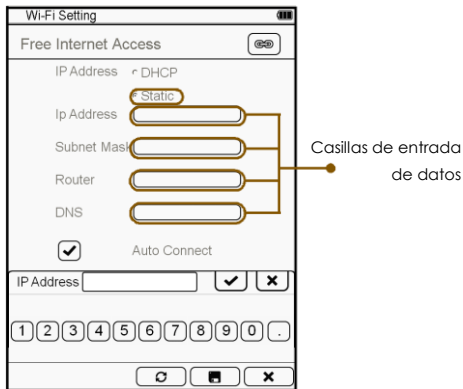 Wi-Fi Setting
Free Internet Access
IP Address DHCP
Static
Ip Address
Subnet Mask
Router
DNS
Casillas de entrada
de datos
Auto Connect
IP Address
1 2 3 4 5 6 7 8 9 0 .